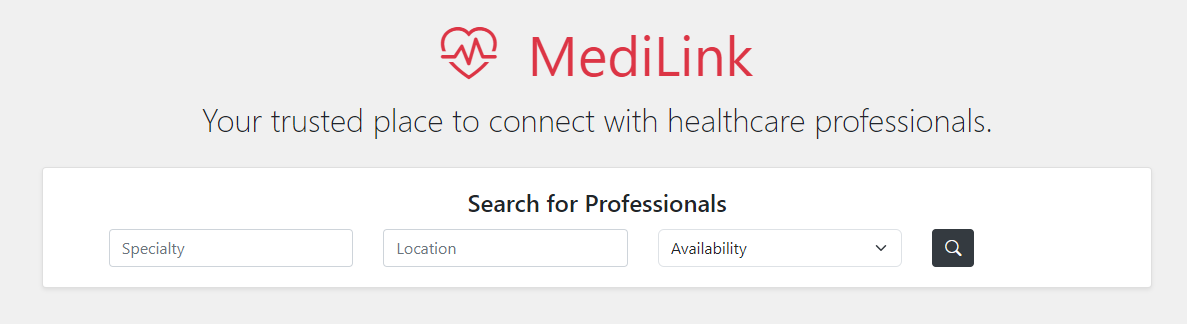 MediLink
Your trusted place to connect with healthcare professionals.
Search for Professionals
Specialty
Location
Availability